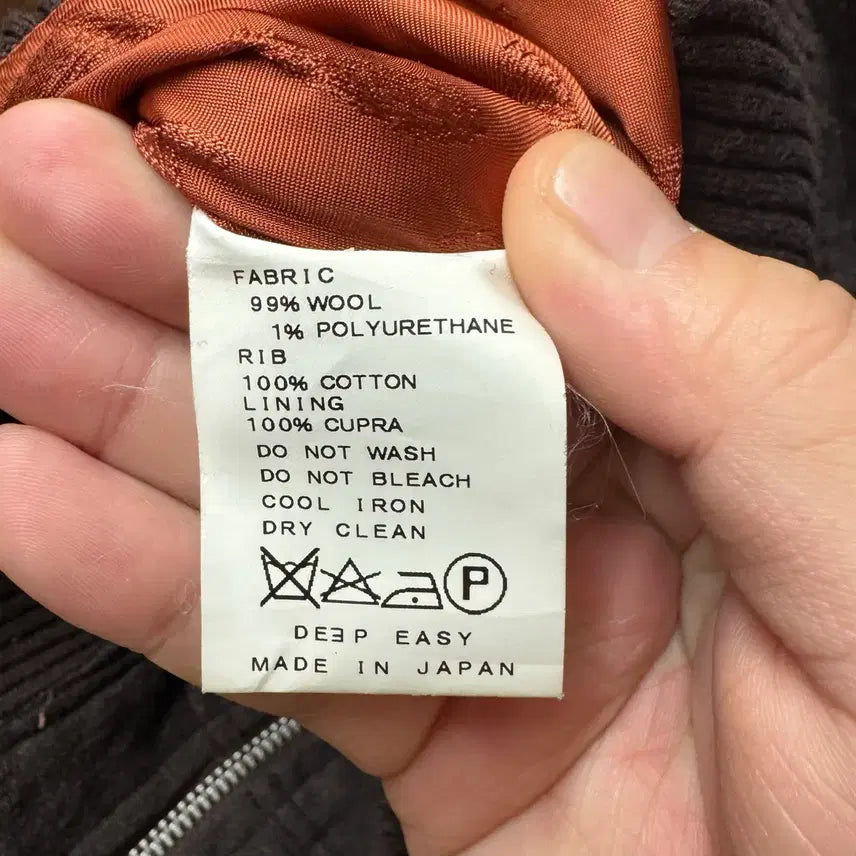 FABRIC
99% WOOL
1% POLYURETHANE
RIB
100% COTTON
LINING
100% CUPRA
DO NOT WASH
DO NOT BLEACH
COOL IRON
DRY CLEAN
P
DEƎP EASY
MADE IN JAPAN